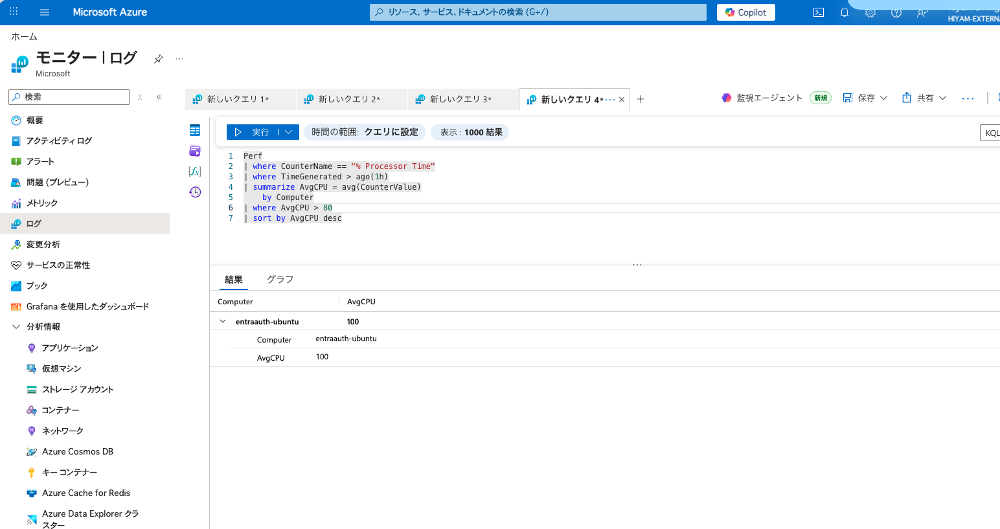 Microsoft Azure
リソース、サービス、ドキュメントの検索 (G+/)
Copilot
HIYAM-EXTERNA
ホーム
モニター | ログ
Microsoft
検索
概要
アクティビティ ログ
アラート
問題 (プレビュー)
メトリック
ログ
変更分析
サービスの正常性
ブック
Grafana を使用したダッシュボード
分析情報
アプリケーション
仮想マシン
ストレージ アカウント
コンテナー
ネットワーク
Azure Cosmos DB
キー コンテナー
Azure Cache for Redis
Azure Data Explorer クラ
スター
新しいクエリ 1*
新しいクエリ 2*
新しいクエリ 3*
新しいクエリ 4*
監視エージェント
新規
保存
共有
実行
時間の範囲: クエリに設定
表示 : 1000 結果
KQL
1 Perf
2 | where CounterName == "% Processor Time"
3 | where TimeGenerated > ago(1h)
4 | summarize AvgCPU = avg(CounterValue)
5 by Computer
6 | where AvgCPU > 80
7 | sort by AvgCPU desc
結果
グラフ
Computer AvgCPU
entraauth-ubuntu 100
Computer entraauth-ubuntu
AvgCPU 100